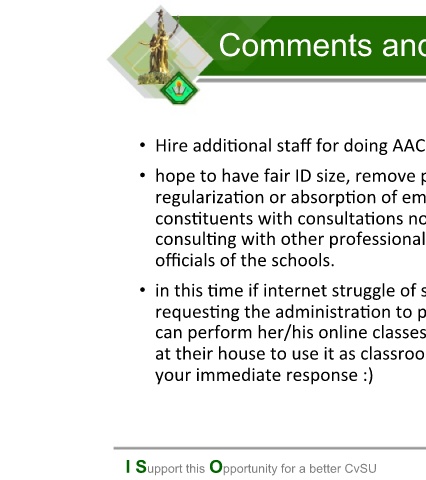 Comments and
• Hire additional staff for doing AAC
• hope to have fair ID size, remove p
regularization or absorption of em
constituents with consultations no
consulting with other professional
officials of the schools.
• in this time if internet struggle of s
requesting the administration to p
can perform her/his online classes
at their house to use it as classroo
your immediate response :)
I Support this Opportunity for a better CvSU